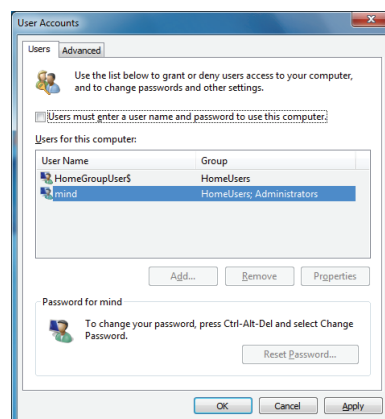 User Accounts
Users
Advanced
Use the list below to grant or deny users access to your computer,
and to change passwords and other settings.
Users must enter a user name and password to use this computer.
Users for this computer:
User Name Group
HomeGroupUser$ HomeUsers
mind HomeUsers; Administrators
Add... Remove Properties
Password for mind
To change your password, press Ctrl-Alt-Del and select Change
Password.
Reset Password...
OK Cancel Apply